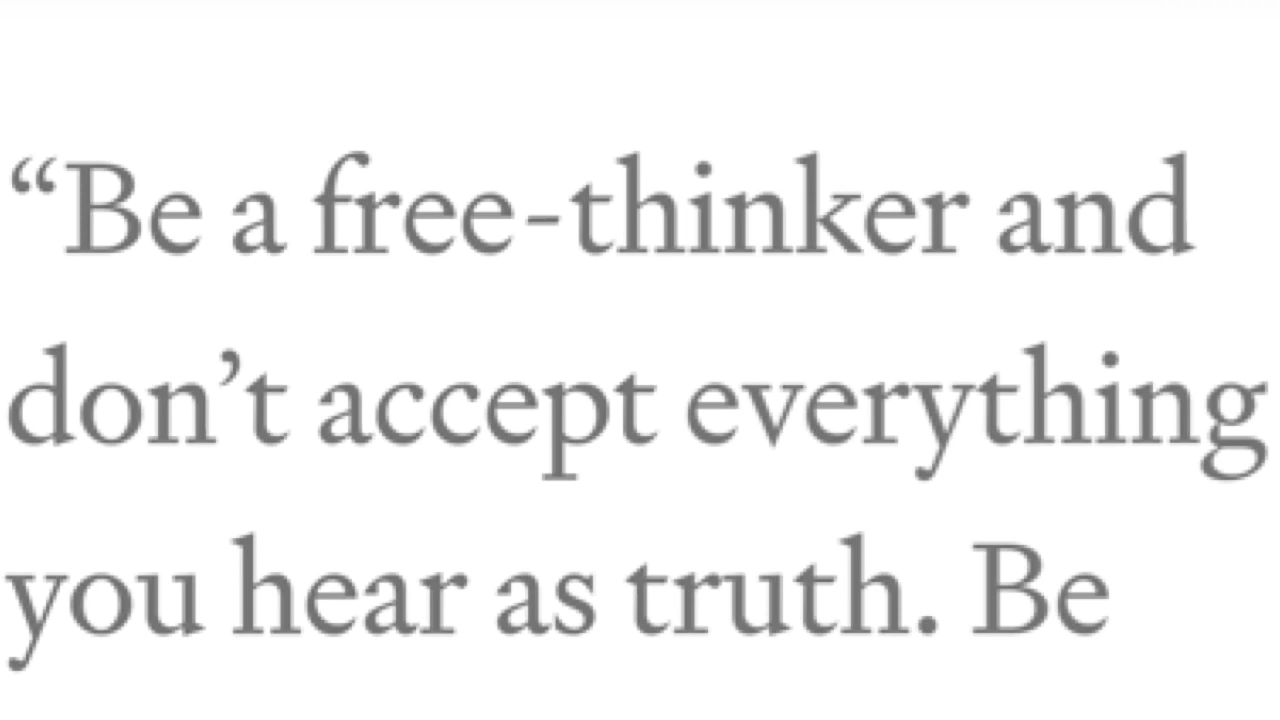 “Be a free-thinker and
don’t accept everything
you hear as truth. Be